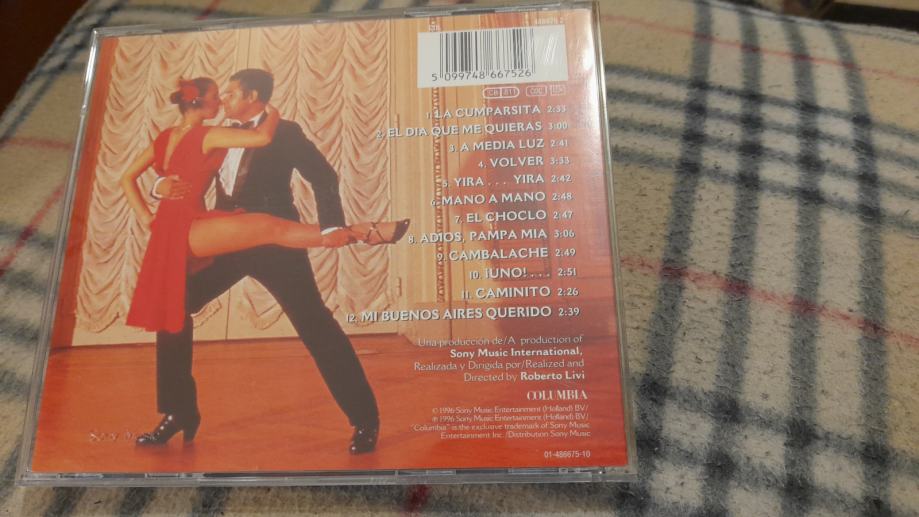 5 099748 667526
1. LA CUMPARSITA 2:33
2. EL DIA QUE ME QUIERAS 3:00
3. A MEDIA LUZ 2:41
4. VOLVER 3:33
5. YIRA . . . YIRA 2:42
6. MANO A MANO 2:48
7. EL CHOCLO 2:47
8. ADIOS, PAMPA MIA 3:06
9. CAMBALACHE 2:49
10. ¡UNO! . . . 2:51
11. CAMINITO 2:26
12. MI BUENOS AIRES QUERIDO 2:39
Una producción de/A production of
Sony Music International,
Realizada y Dirigida por/Realized and
Directed by Roberto Livi
COLUMBIA
© 1996 Sony Music Entertainment (Holland) BV/
℗ 1996 Sony Music Entertainment (Holland) BV/
"Columbia" is the exclusive trademark of Sony Music
Entertainment Inc./Distribution Sony Music
01-486675-10